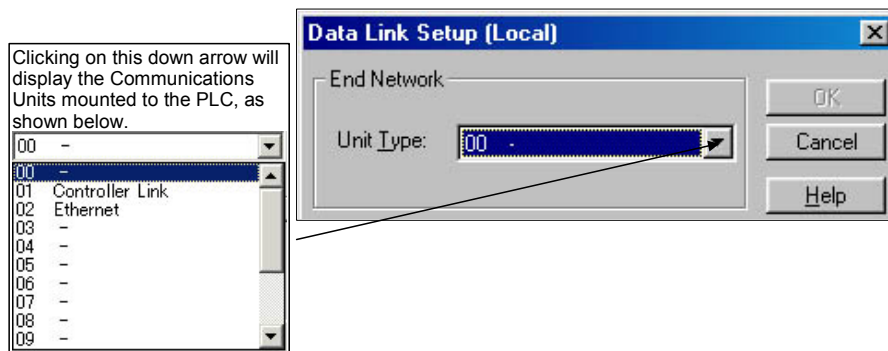 Clicking on this down arrow will
display the Communications
Units mounted to the PLC, as
shown below.
00 -
00 -
01 Controller Link
02 Ethernet
03 -
04 -
05 -
06 -
07 -
08 -
09 -
Data Link Setup (Local)
End Network
Unit Type:
00 -
OK
Cancel
Help